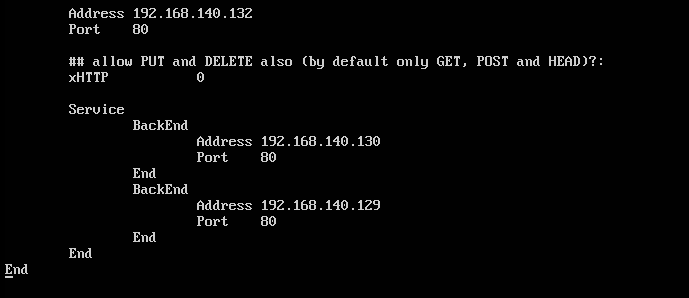 Address 192.168.140.132
Port    80

## allow PUT and DELETE also (by default only GET, POST and HEAD)?:
xHTTP           0

Service
        BackEnd
                Address 192.168.140.130
                Port    80
        End
        BackEnd
                Address 192.168.140.129
                Port    80
        End
End
End